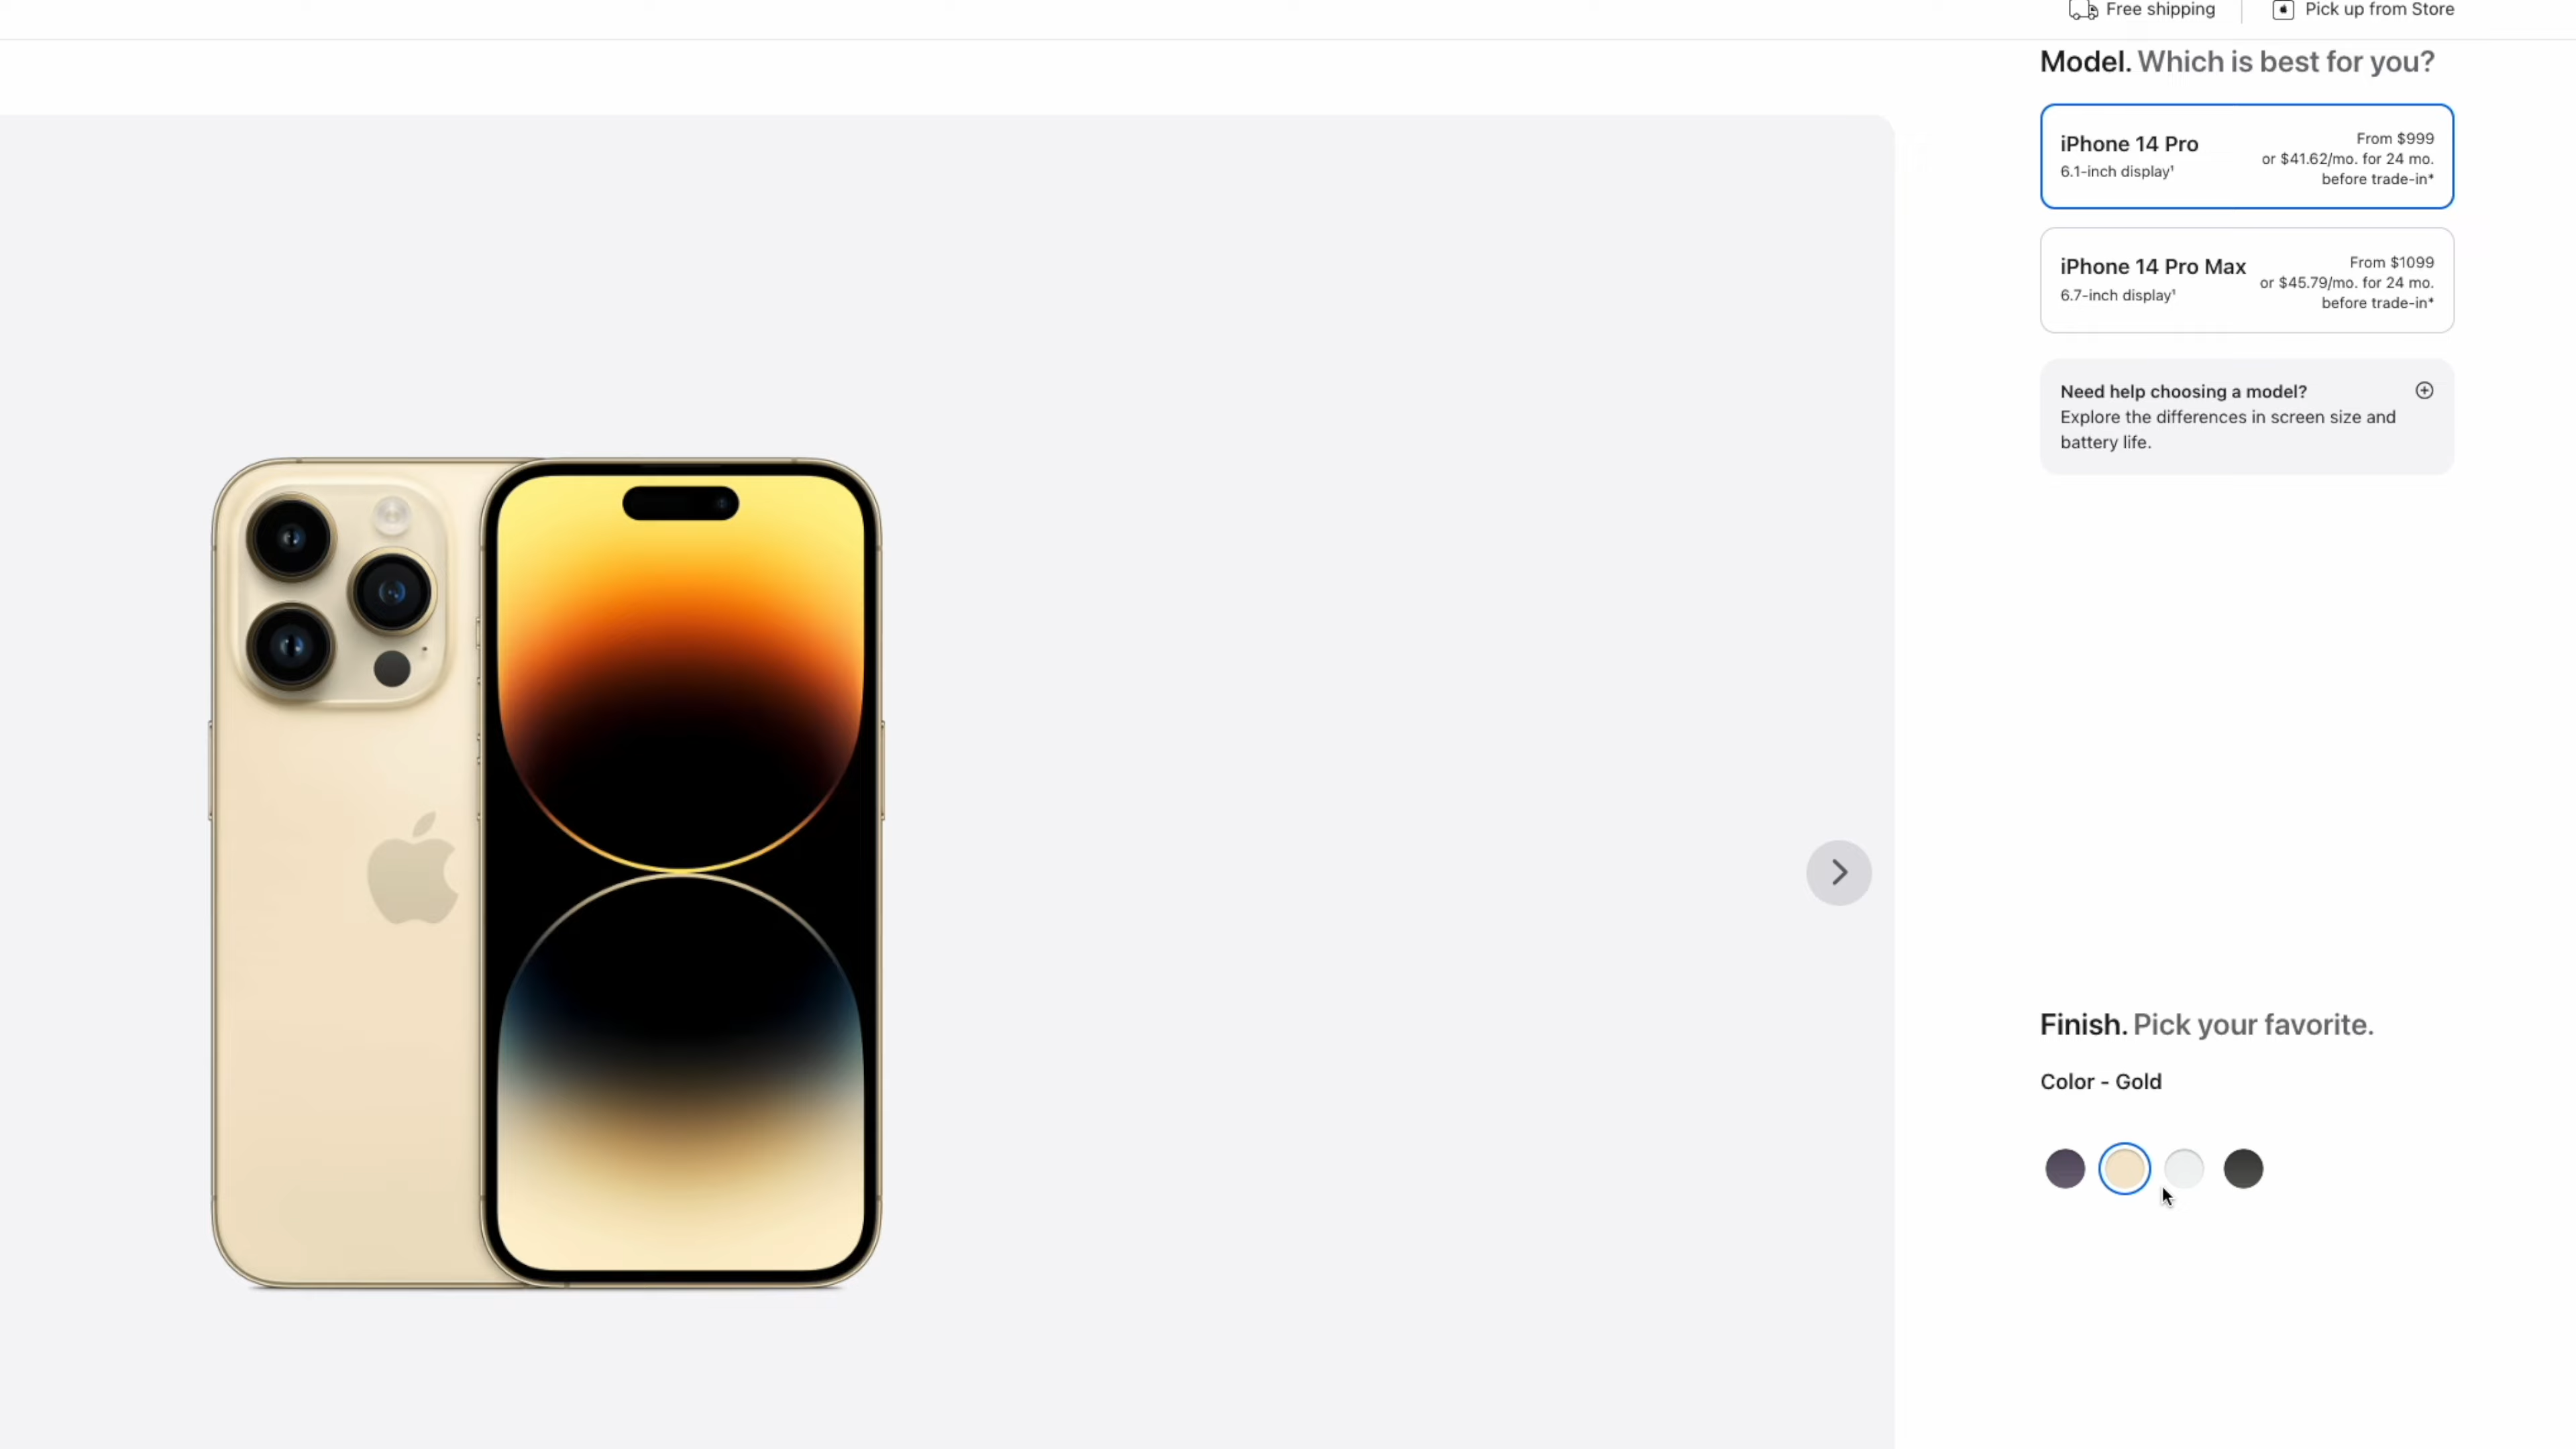 Free shipping
Pick up from Store
Model. Which is best for you?
iPhone 14 Pro
6.1-inch display¹
From $999
or $41.62/mo. for 24 mo.
before trade-in*
iPhone 14 Pro Max
6.7-inch display¹
From $1099
or $45.79/mo. for 24 mo.
before trade-in*
Need help choosing a model?
Explore the differences in screen size and
battery life.
Finish. Pick your favorite.
Color - Gold